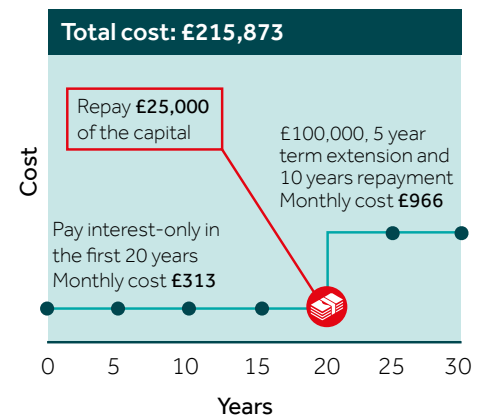 Total cost: £215,873
Repay £25,000
of the capital
£100,000, 5 year
term extension and
10 years repayment
Monthly cost £966
Pay interest-only in
the first 20 years
Monthly cost £313
Cost
0 5 10 15 20 25 30
Years